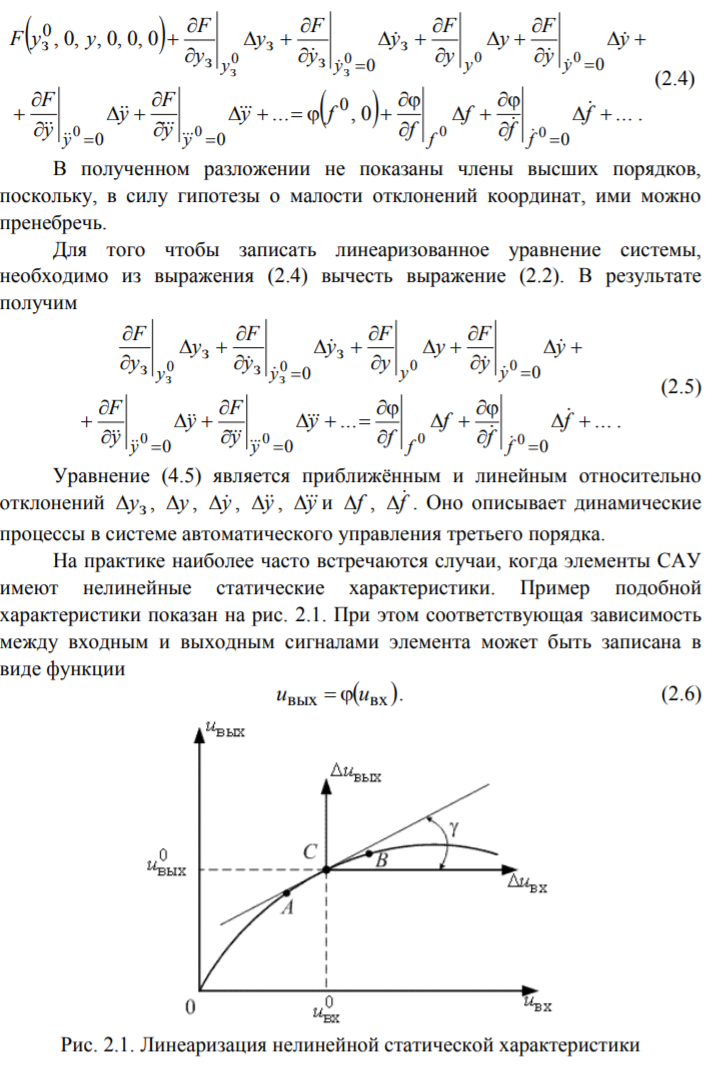 F(y₃⁰, 0, y, 0, 0, 0) + ∂F/∂y₃|y₃⁰ Δy₃ + ∂F/∂ẏ₃|ẏ₃⁰=0 Δẏ₃ + ∂F/∂y|y⁰ Δy + ∂F/∂ẏ|ẏ⁰=0 Δẏ +
(2.4)
+ ∂F/∂ÿ|ÿ⁰=0 Δÿ + ∂F/∂y⃛|y⃛⁰=0 Δy⃛ + ... = φ(f⁰, 0) + ∂φ/∂f|f⁰ Δf + ∂φ/∂ḟ|ḟ⁰=0 Δḟ + ... .
В полученном разложении не показаны члены высших порядков,
поскольку, в силу гипотезы о малости отклонений координат, ими можно
пренебречь.
Для того чтобы записать линеаризованное уравнение системы,
необходимо из выражения (2.4) вычесть выражение (2.2). В результате
получим
∂F/∂y₃|y₃⁰ Δy₃ + ∂F/∂ẏ₃|ẏ₃⁰=0 Δẏ₃ + ∂F/∂y|y⁰ Δy + ∂F/∂ẏ|ẏ⁰=0 Δẏ +
(2.5)
+ ∂F/∂ÿ|ÿ⁰=0 Δÿ + ∂F/∂y⃛|y⃛⁰=0 Δy⃛ + ... = ∂φ/∂f|f⁰ Δf + ∂φ/∂ḟ|ḟ⁰=0 Δḟ + ... .
Уравнение (4.5) является приближённым и линейным относительно
отклонений Δy₃, Δy, Δẏ, Δÿ, Δy⃛ и Δf, Δḟ. Оно описывает динамические
процессы в системе автоматического управления третьего порядка.
На практике наиболее часто встречаются случаи, когда элементы САУ
имеют нелинейные статические характеристики. Пример подобной
характеристики показан на рис. 2.1. При этом соответствующая зависимость
между входным и выходным сигналами элемента может быть записана в
виде функции
uвых = φ(uвх). (2.6)
uвых
Δuвых
γ
C
B
u⁰вых
Δuвх
A
0
u⁰вх
uвх
Рис. 2.1. Линеаризация нелинейной статической характеристики